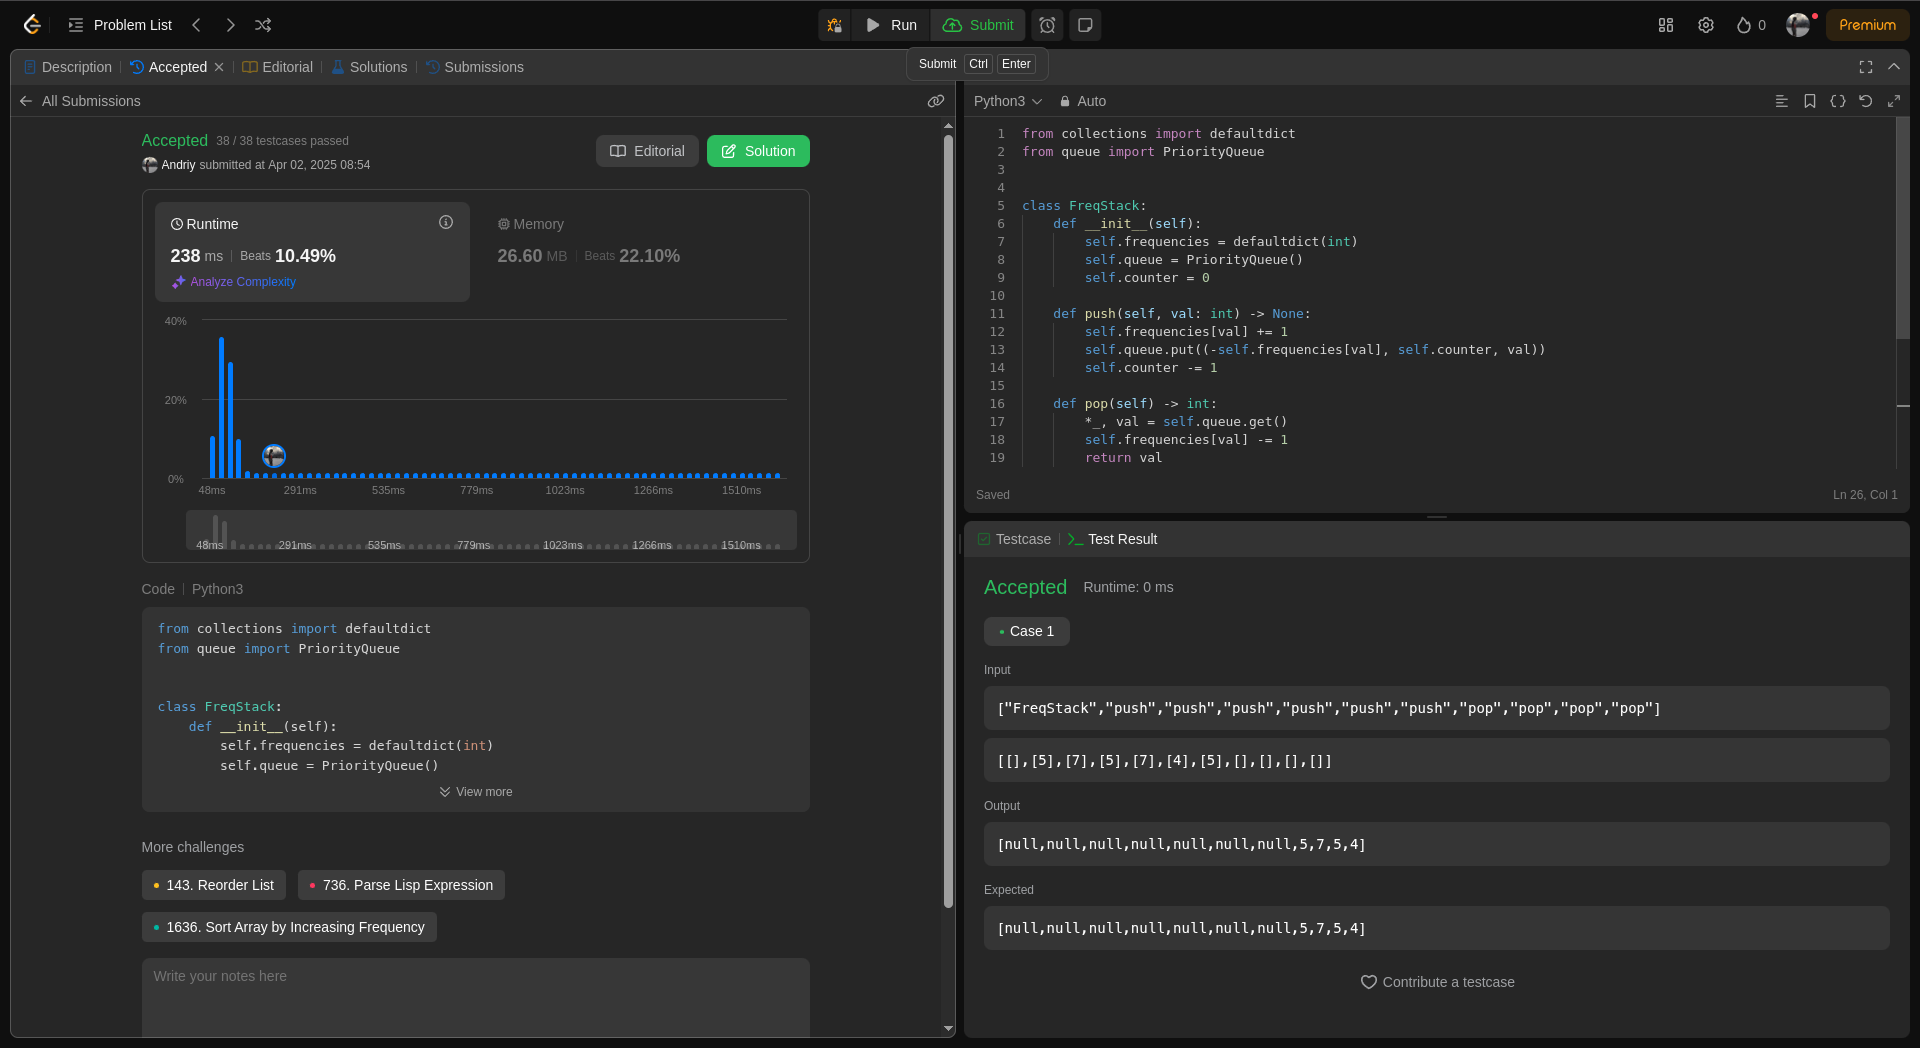 Problem List
Run
Submit
0
Premium
Submit Ctrl Enter
Description
Accepted
Editorial
Solutions
Submissions
All Submissions
Accepted 38 / 38 testcases passed
Andriy submitted at Apr 02, 2025 08:54
Editorial
Solution
Runtime
238 ms Beats 10.49%
Analyze Complexity
Memory
26.60 MB Beats 22.10%
40%
20%
0%
48ms 291ms 535ms 779ms 1023ms 1266ms 1510ms
48ms 291ms 535ms 779ms 1023ms 1266ms 1510ms
Code Python3
from collections import defaultdict
from queue import PriorityQueue
class FreqStack:
    def __init__(self):
        self.frequencies = defaultdict(int)
        self.queue = PriorityQueue()
View more
More challenges
143. Reorder List
736. Parse Lisp Expression
1636. Sort Array by Increasing Frequency
Write your notes here
Python3
Auto
1 from collections import defaultdict
2 from queue import PriorityQueue
3
4
5 class FreqStack:
6     def __init__(self):
7         self.frequencies = defaultdict(int)
8         self.queue = PriorityQueue()
9         self.counter = 0
10
11     def push(self, val: int) -> None:
12         self.frequencies[val] += 1
13         self.queue.put((-self.frequencies[val], self.counter, val))
14         self.counter -= 1
15
16     def pop(self) -> int:
17         *_, val = self.queue.get()
18         self.frequencies[val] -= 1
19         return val
Saved
Ln 26, Col 1
Testcase
Test Result
Accepted Runtime: 0 ms
Case 1
Input
["FreqStack","push","push","push","push","push","push","pop","pop","pop","pop"]
[[],[5],[7],[5],[7],[4],[5],[],[],[],[]]
Output
[null,null,null,null,null,null,null,5,7,5,4]
Expected
[null,null,null,null,null,null,null,5,7,5,4]
Contribute a testcase